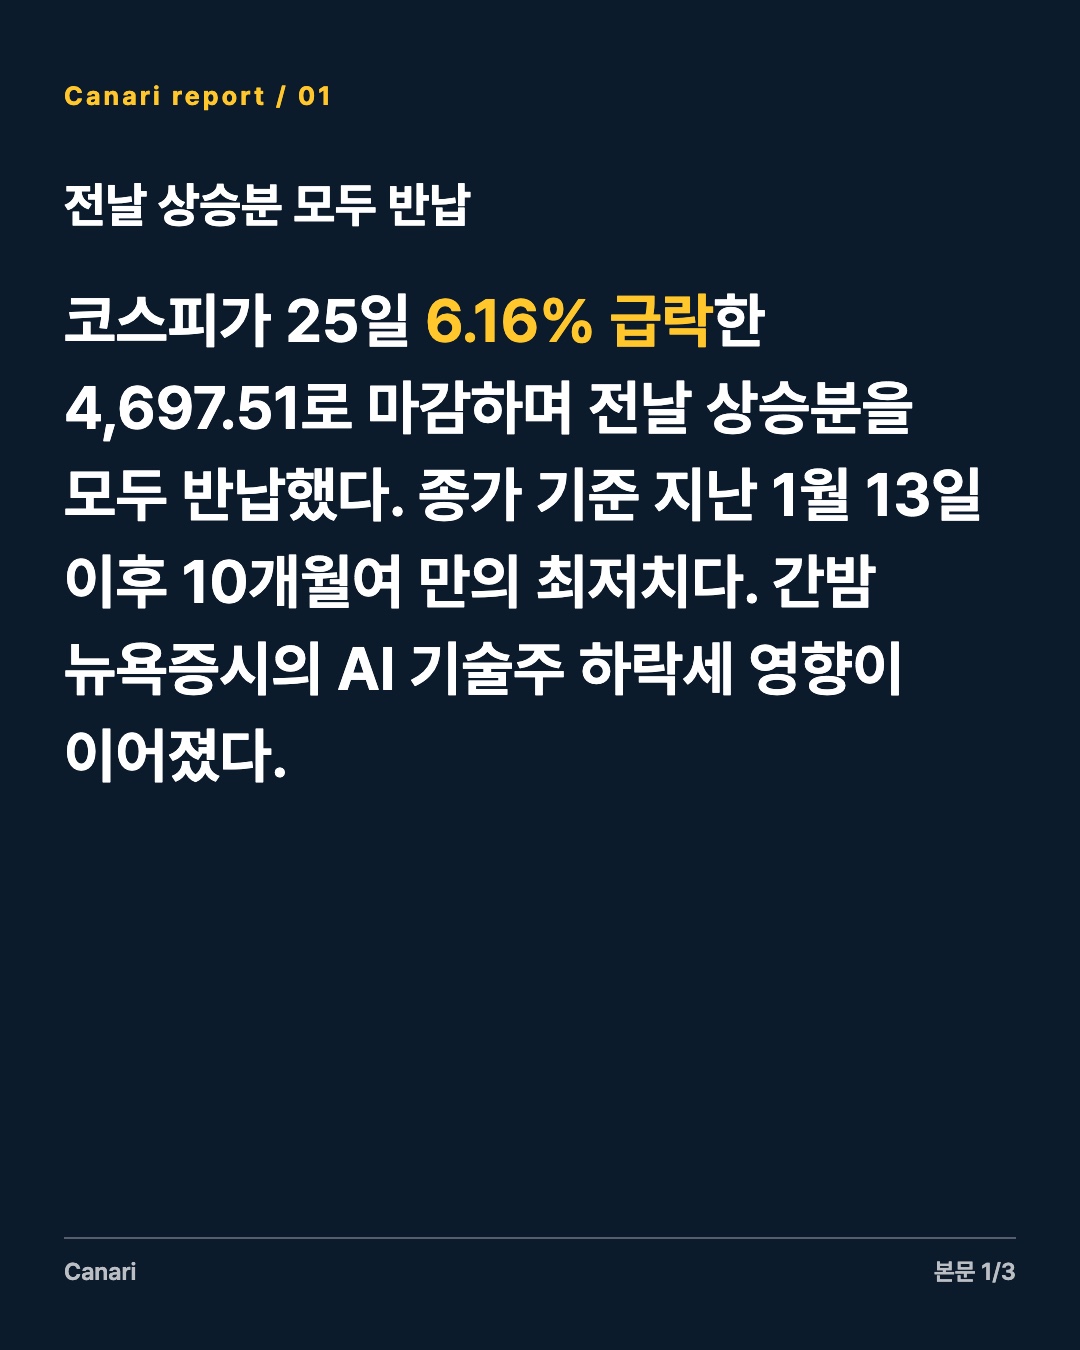 Canari report / 01
전날 상승분 모두 반납
코스피가 25일 6.16% 급락한
4,697.51로 마감하며 전날 상승분을
모두 반납했다. 종가 기준 지난 1월 13일
이후 10개월여 만의 최저치다. 간밤
뉴욕증시의 AI 기술주 하락세 영향이
이어졌다.
Canari
본문 1/3